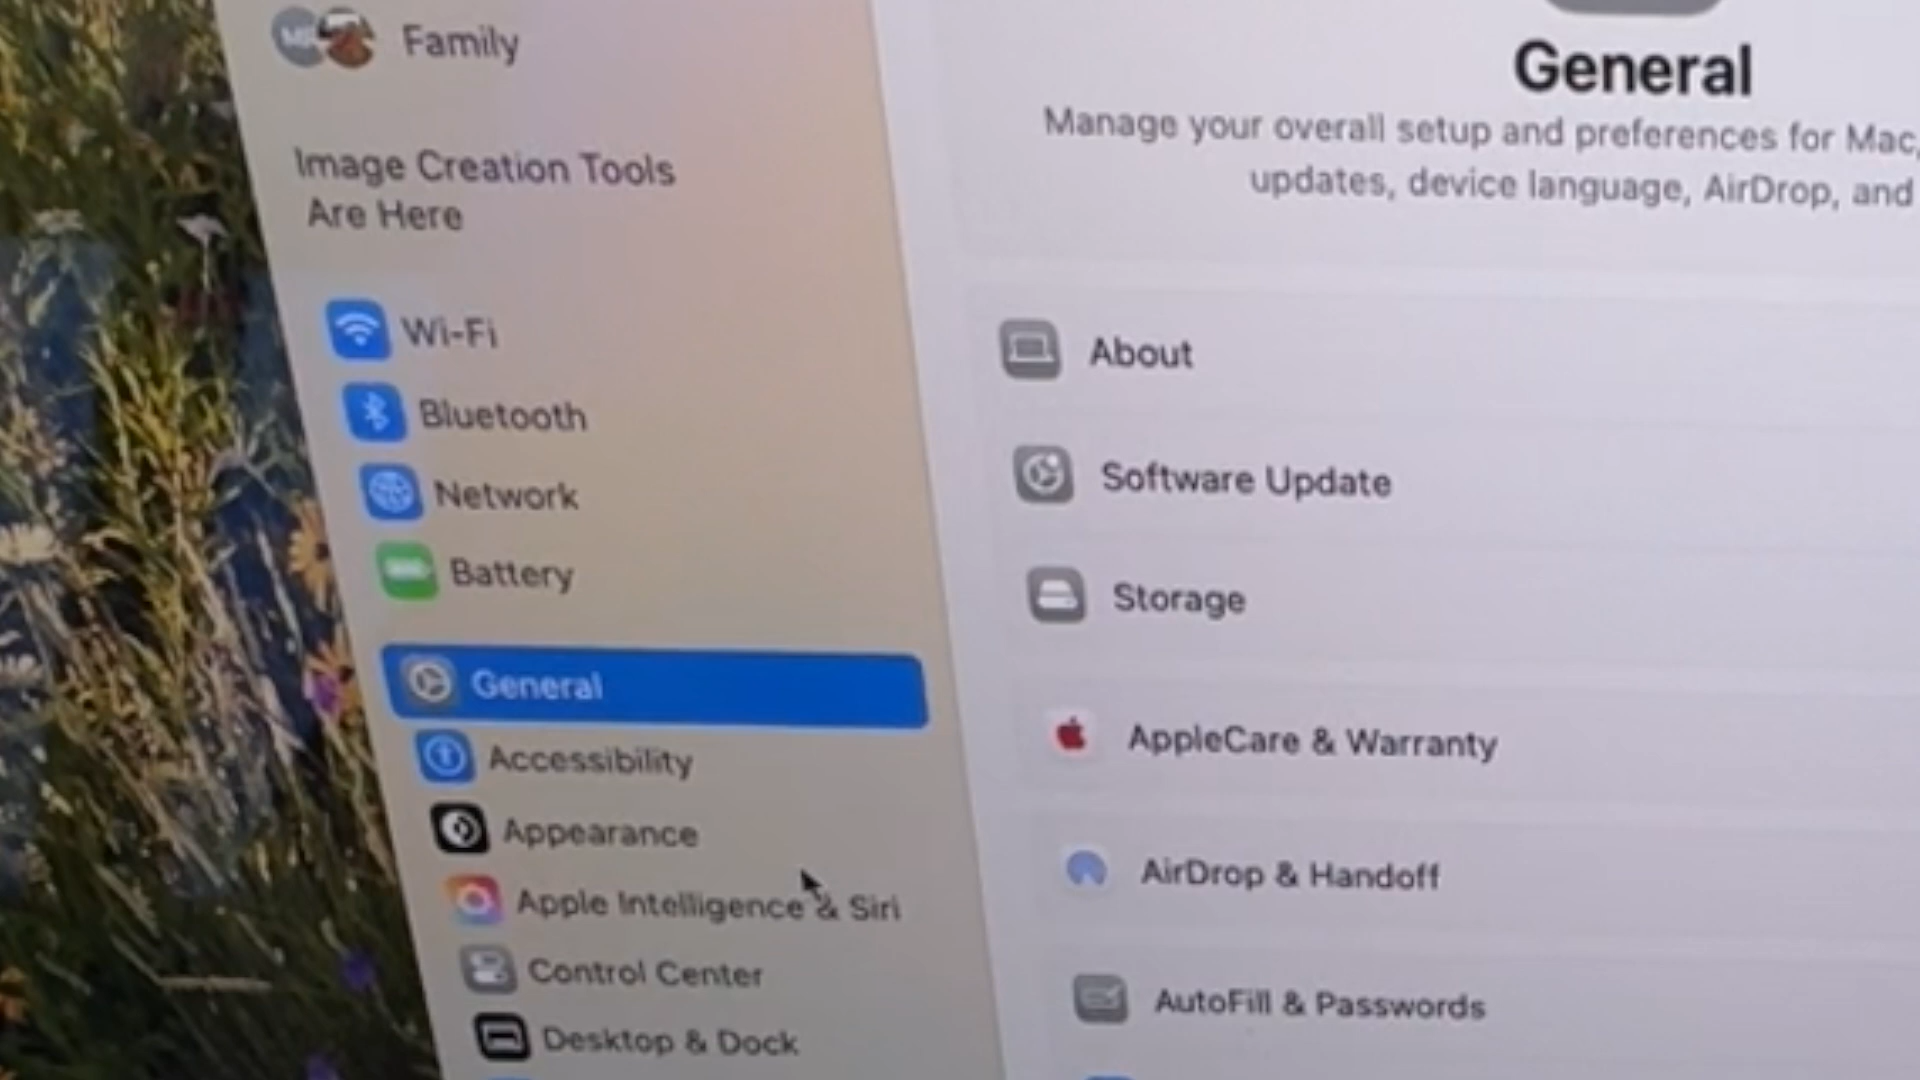 Family
Image Creation Tools
Are Here
Wi-Fi
Bluetooth
Network
Battery
General
Accessibility
Appearance
Apple Intelligence & Siri
Control Center
Desktop & Dock
General
Manage your overall setup and preferences for Mac,
updates, device language, AirDrop, and
About
Software Update
Storage
AppleCare & Warranty
AirDrop & Handoff
AutoFill & Passwords